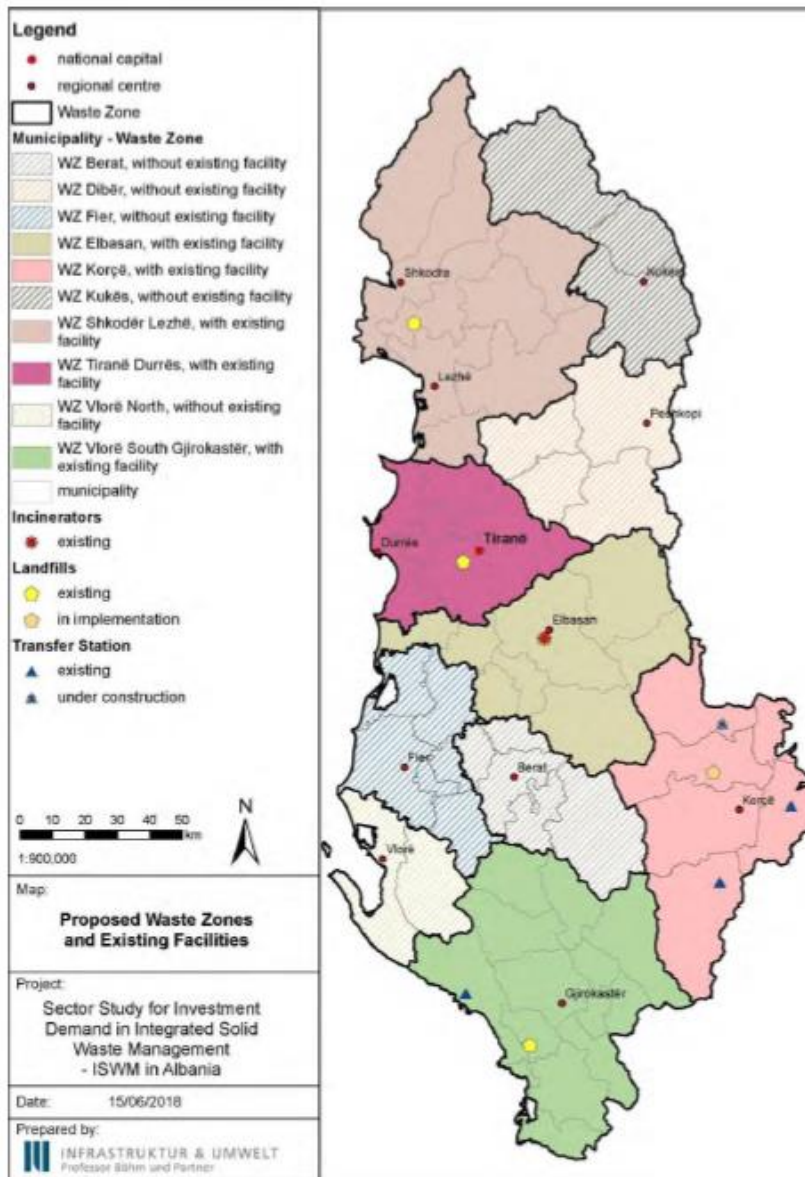 Legend
national capital
regional centre
Waste Zone
Municipality - Waste Zone
WZ Berat, without existing facility
WZ Dibër, without existing facility
WZ Fier, without existing facility
WZ Elbasan, with existing facility
WZ Korçë, with existing facility
WZ Kukës, without existing facility
WZ Shkodër Lezhë, with existing
facility
WZ Tiranë Durrës, with existing
facility
WZ Vlorë North, without existing
facility
WZ Vlorë South Gjirokastër, with
existing facility
municipality
Incinerators
existing
Landfills
existing
in implementation
Transfer Station
existing
under construction
0 10 20 30 40 50
km
N
1:900,000
Map:
Proposed Waste Zones
and Existing Facilities
Project:
Sector Study for Investment
Demand in Integrated Solid
Waste Management
- ISWM in Albania
Date: 15/06/2018
Prepared by:
INFRASTRUKTUR & UMWELT
Professor Böhm und Partner
Shkodra
Kukës
Lezhë
Peshkopi
Durrës
Tiranë
Elbasan
Fier
Berat
Korçë
Vlorë
Gjirokastër